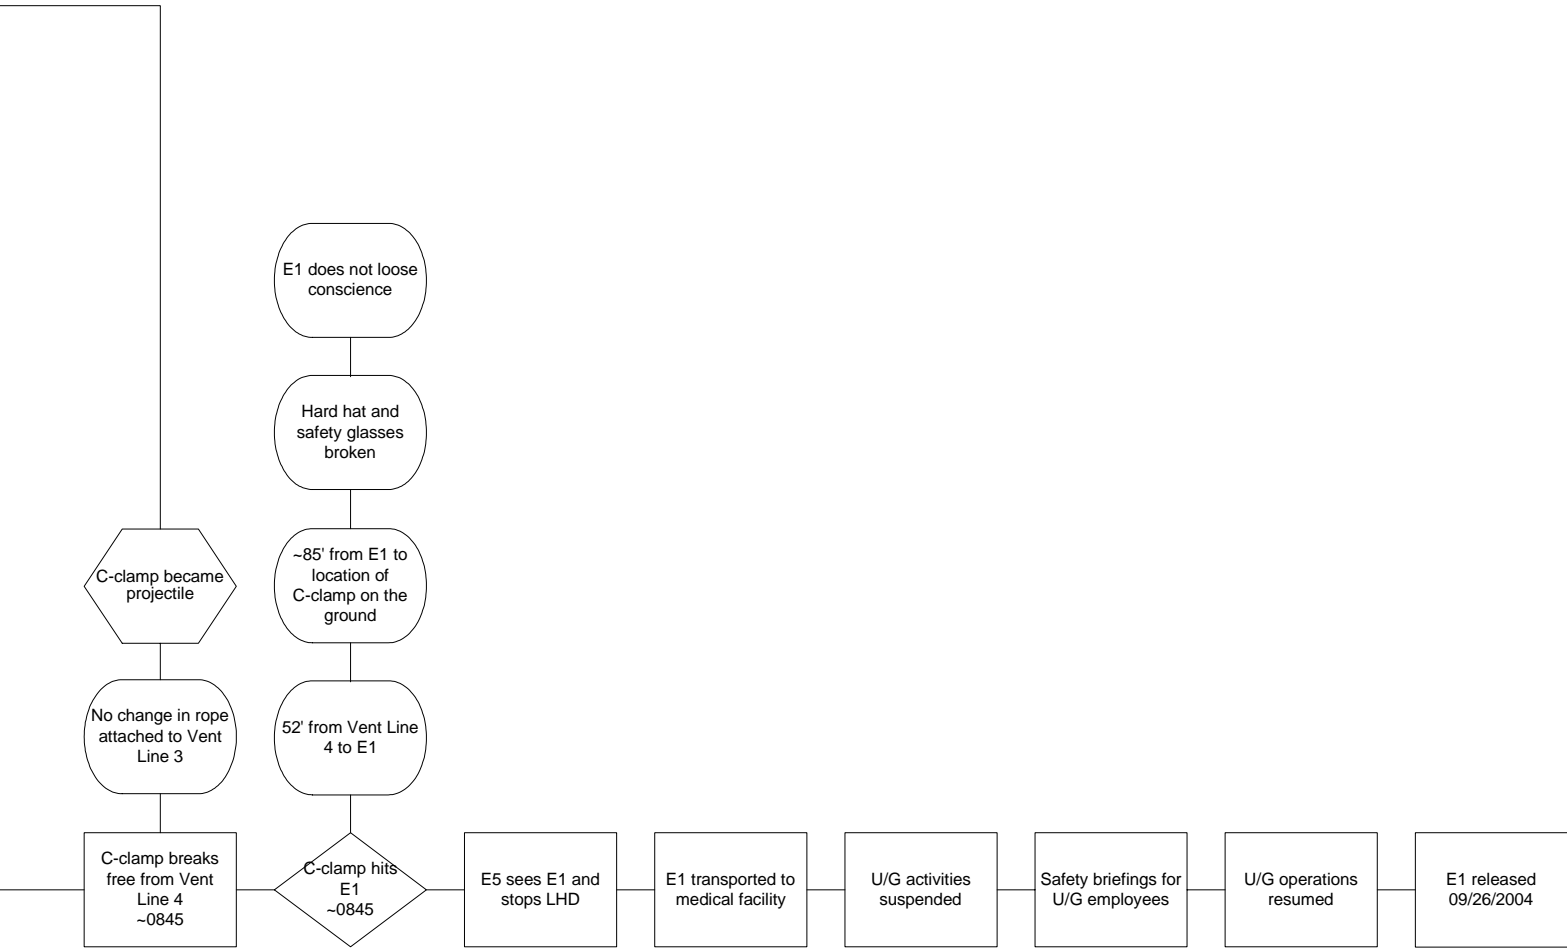 E1 does not loose
conscience
Hard hat and
safety glasses
broken
~85' from E1 to
location of
C-clamp on the
ground
C-clamp became
projectile
No change in rope
attached to Vent
Line 3
52' from Vent Line
4 to E1
C-clamp breaks
free from Vent
Line 4
~0845
C-clamp hits
E1
~0845
E5 sees E1 and
stops LHD
E1 transported to
medical facility
U/G activities
suspended
Safety briefings for
U/G employees
U/G operations
resumed
E1 released
09/26/2004